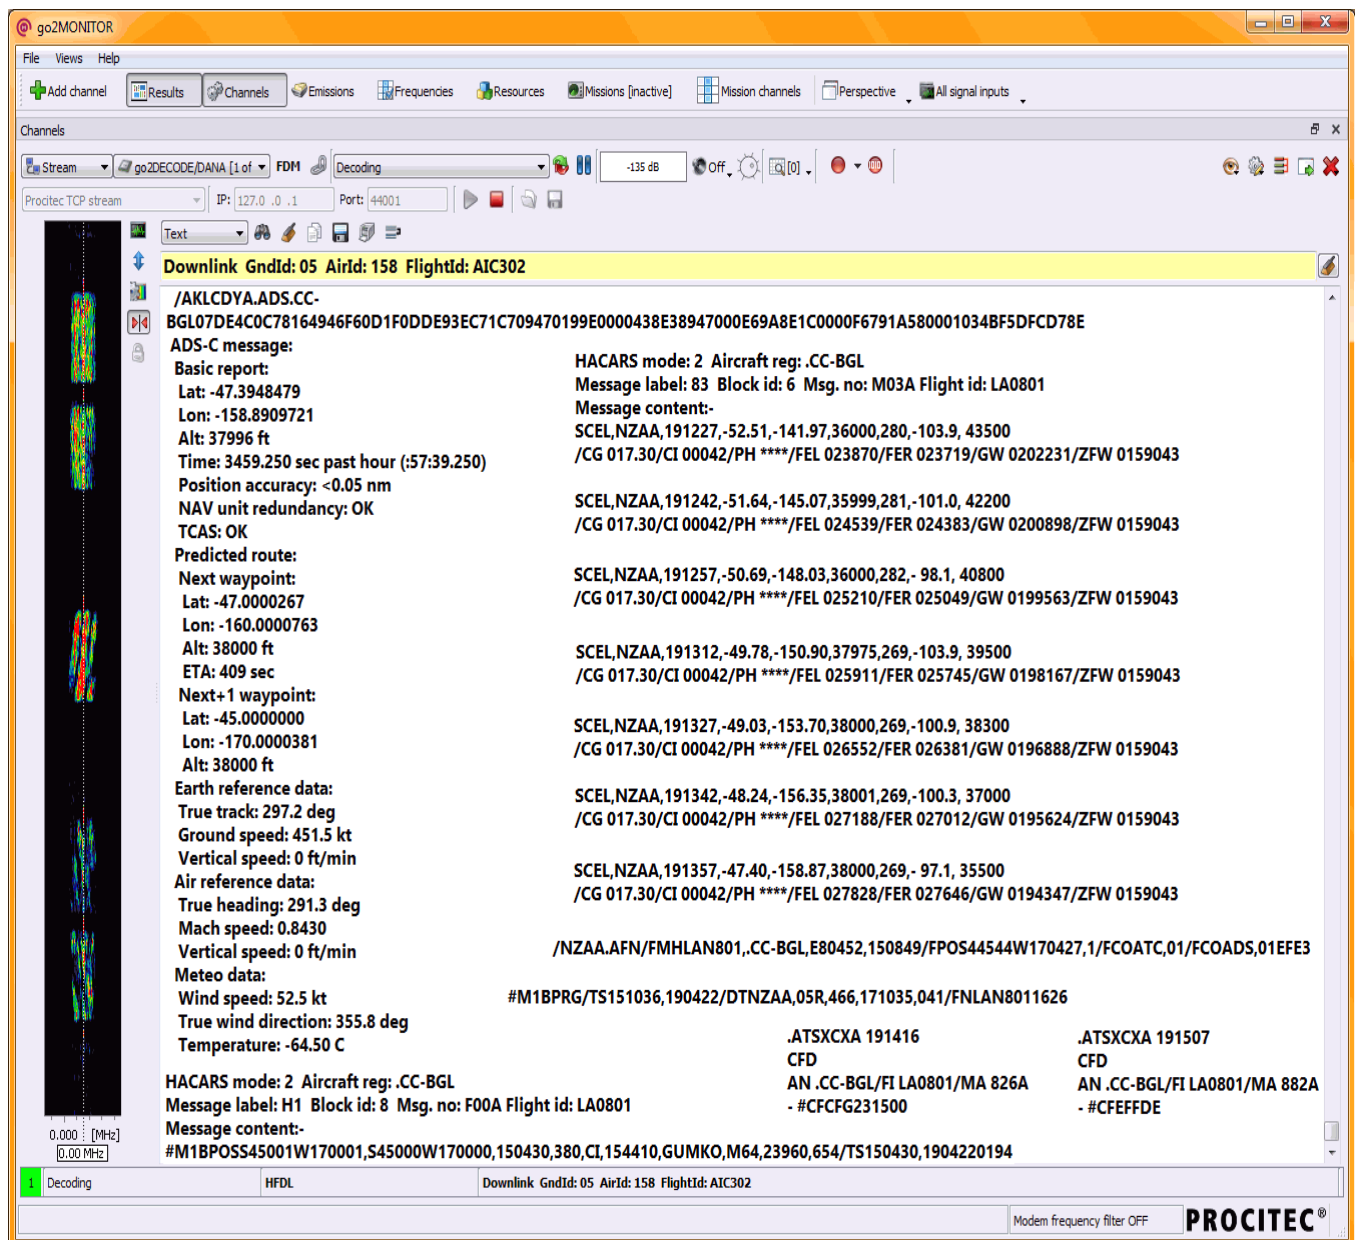 go2MONITOR
File Views Help
Add channel Results Channels Emissions Frequencies Resources Missions [inactive] Mission channels Perspective All signal inputs
Channels
Stream go2DECODE/DANA [1 of FDM Decoding -135 dB Off [0]
Procitec TCP stream IP: 127.0 .0 .1 Port: 44001
Text
Downlink GndId: 05 AirId: 158 FlightId: AIC302
/AKLCDYA.ADS.CC-
BGL07DE4C0C78164946F60D1F0DDE93EC71C709470199E0000438E38947000E69A8E1C0000F6791A580001034BF5DFCD78E
ADS-C message:
Basic report:
Lat: -47.3948479
Lon: -158.8909721
Alt: 37996 ft
Time: 3459.250 sec past hour (:57:39.250)
Position accuracy: <0.05 nm
NAV unit redundancy: OK
TCAS: OK
Predicted route:
Next waypoint:
Lat: -47.0000267
Lon: -160.0000763
Alt: 38000 ft
ETA: 409 sec
Next+1 waypoint:
Lat: -45.0000000
Lon: -170.0000381
Alt: 38000 ft
Earth reference data:
True track: 297.2 deg
Ground speed: 451.5 kt
Vertical speed: 0 ft/min
Air reference data:
True heading: 291.3 deg
Mach speed: 0.8430
Vertical speed: 0 ft/min
Meteo data:
Wind speed: 52.5 kt
True wind direction: 355.8 deg
Temperature: -64.50 C
HACARS mode: 2 Aircraft reg: .CC-BGL
Message label: 83 Block id: 6 Msg. no: M03A Flight id: LA0801
Message content:-
SCEL,NZAA,191227,-52.51,-141.97,36000,280,-103.9, 43500
/CG 017.30/CI 00042/PH ****/FEL 023870/FER 023719/GW 0202231/ZFW 0159043
SCEL,NZAA,191242,-51.64,-145.07,35999,281,-101.0, 42200
/CG 017.30/CI 00042/PH ****/FEL 024539/FER 024383/GW 0200898/ZFW 0159043
SCEL,NZAA,191257,-50.69,-148.03,36000,282,- 98.1, 40800
/CG 017.30/CI 00042/PH ****/FEL 025210/FER 025049/GW 0199563/ZFW 0159043
SCEL,NZAA,191312,-49.78,-150.90,37975,269,-103.9, 39500
/CG 017.30/CI 00042/PH ****/FEL 025911/FER 025745/GW 0198167/ZFW 0159043
SCEL,NZAA,191327,-49.03,-153.70,38000,269,-100.9, 38300
/CG 017.30/CI 00042/PH ****/FEL 026552/FER 026381/GW 0196888/ZFW 0159043
SCEL,NZAA,191342,-48.24,-156.35,38001,269,-100.3, 37000
/CG 017.30/CI 00042/PH ****/FEL 027188/FER 027012/GW 0195624/ZFW 0159043
SCEL,NZAA,191357,-47.40,-158.87,38000,269,- 97.1, 35500
/CG 017.30/CI 00042/PH ****/FEL 027828/FER 027646/GW 0194347/ZFW 0159043
/NZAA.AFN/FMHLAN801,.CC-BGL,E80452,150849/FPOS44544W170427,1/FCOATC,01/FCOADS,01EFE3
#M1BPRG/TS151036,190422/DTNZAA,05R,466,171035,041/FNLAN8011626
.ATSXCXA 191416
CFD
AN .CC-BGL/FI LA0801/MA 826A
- #CFCFG231500
.ATSXCXA 191507
CFD
AN .CC-BGL/FI LA0801/MA 882A
- #CFEFFDE
HACARS mode: 2 Aircraft reg: .CC-BGL
Message label: H1 Block id: 8 Msg. no: F00A Flight id: LA0801
Message content:-
#M1BPOSS45001W170001,S45000W170000,150430,380,CI,154410,GUMKO,M64,23960,654/TS150430,1904220194
0.000 [MHz]
0.00 MHz
1 Decoding HFDL Downlink GndId: 05 AirId: 158 FlightId: AIC302
Modem frequency filter OFF PROCITEC®